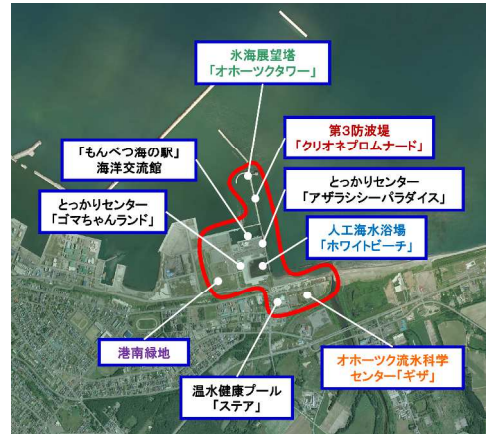 氷海展望塔
「オホーツクタワー」
第3防波堤
「クリオネプロムナード」
「もんべつ海の駅」
海洋交流館
とっかりセンター
「アザラシシーパラダイス」
とっかりセンター
「ゴマちゃんランド」
人工海水浴場
「ホワイトビーチ」
港南緑地
オホーツク流氷科学
センター「ギザ」
温水健康プール
「ステア」